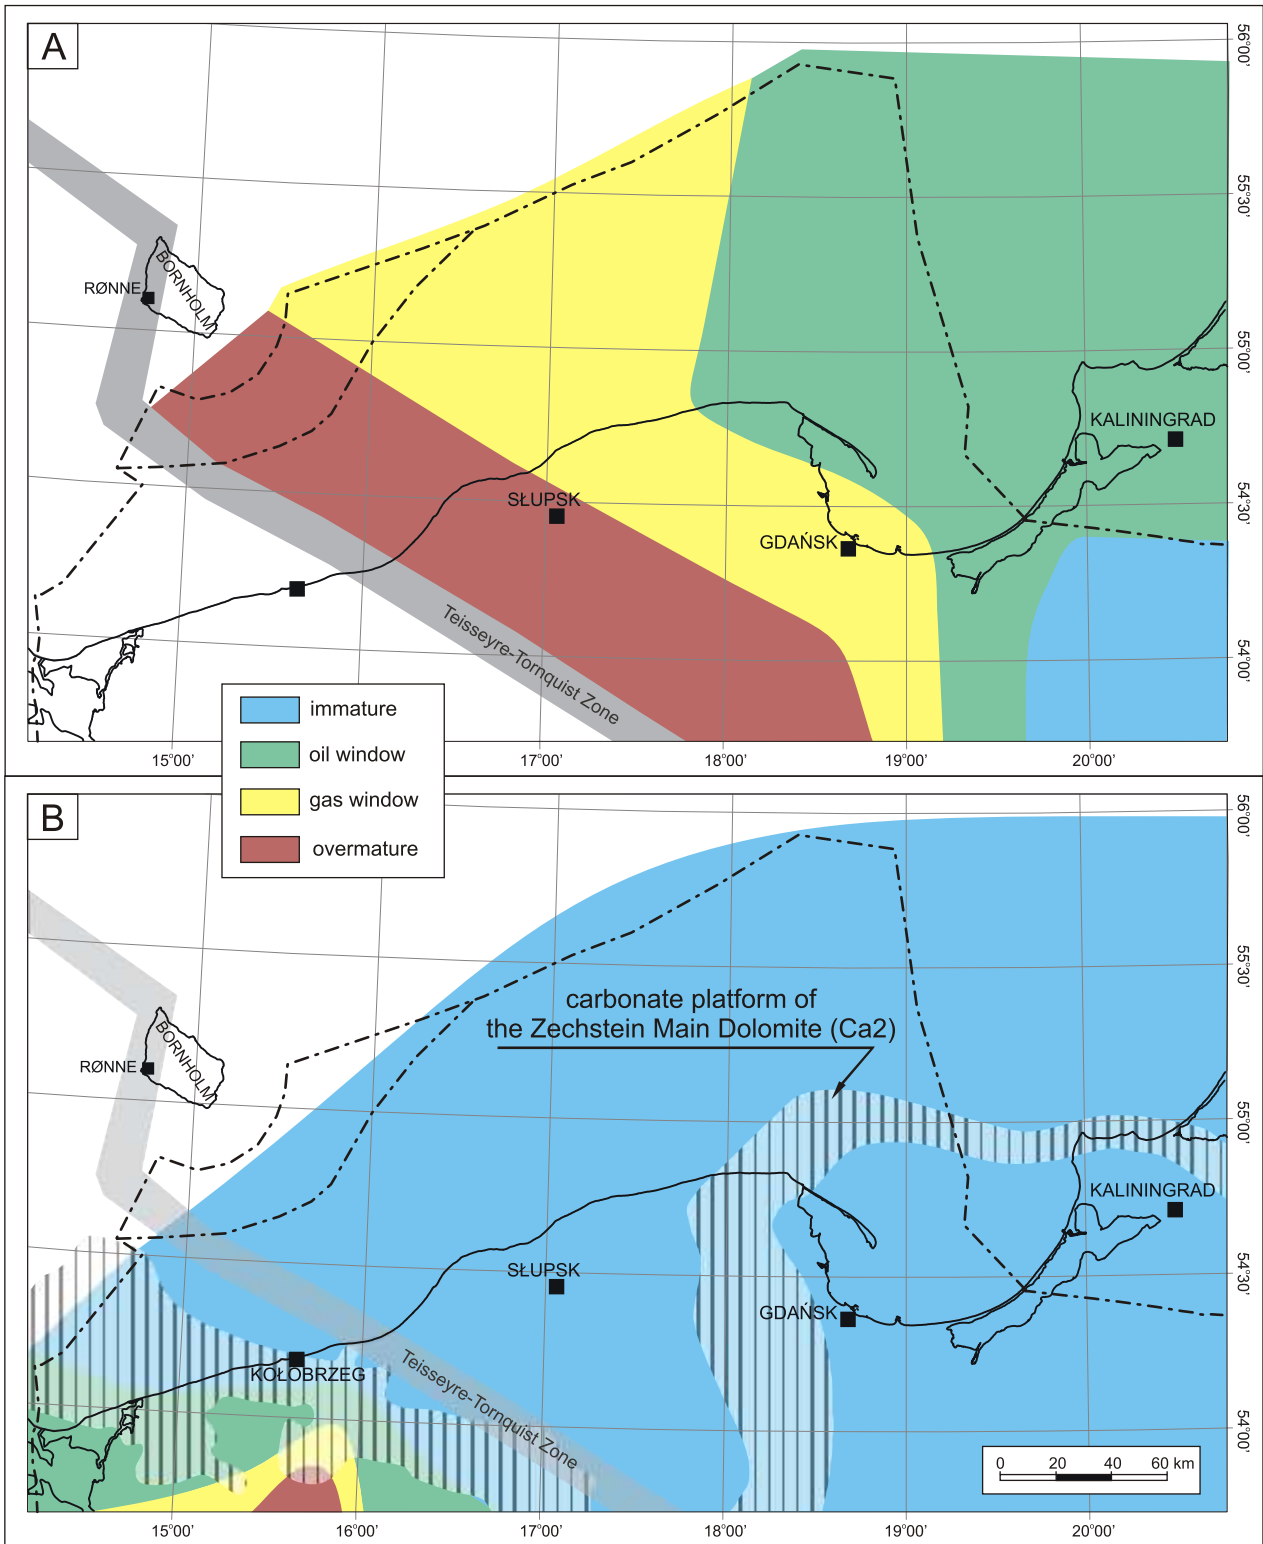 A
56°00'
55°30'
55°00'
54°30'
54°00'
BORNHOLM
RØNNE
KALININGRAD
SŁUPSK
GDAŃSK
Teisseyre-Tornquist Zone
immature
oil window
gas window
overmature
15°00'
17°00'
18°00'
19°00'
20°00'
B
56°00'
55°30'
55°00'
54°30'
54°00'
carbonate platform of
the Zechstein Main Dolomite (Ca2)
BORNHOLM
RØNNE
KALININGRAD
SŁUPSK
GDAŃSK
KOŁOBRZEG
Teisseyre-Tornquist Zone
0 20 40 60 km
15°00'
16°00'
17°00'
18°00'
19°00'
20°00'